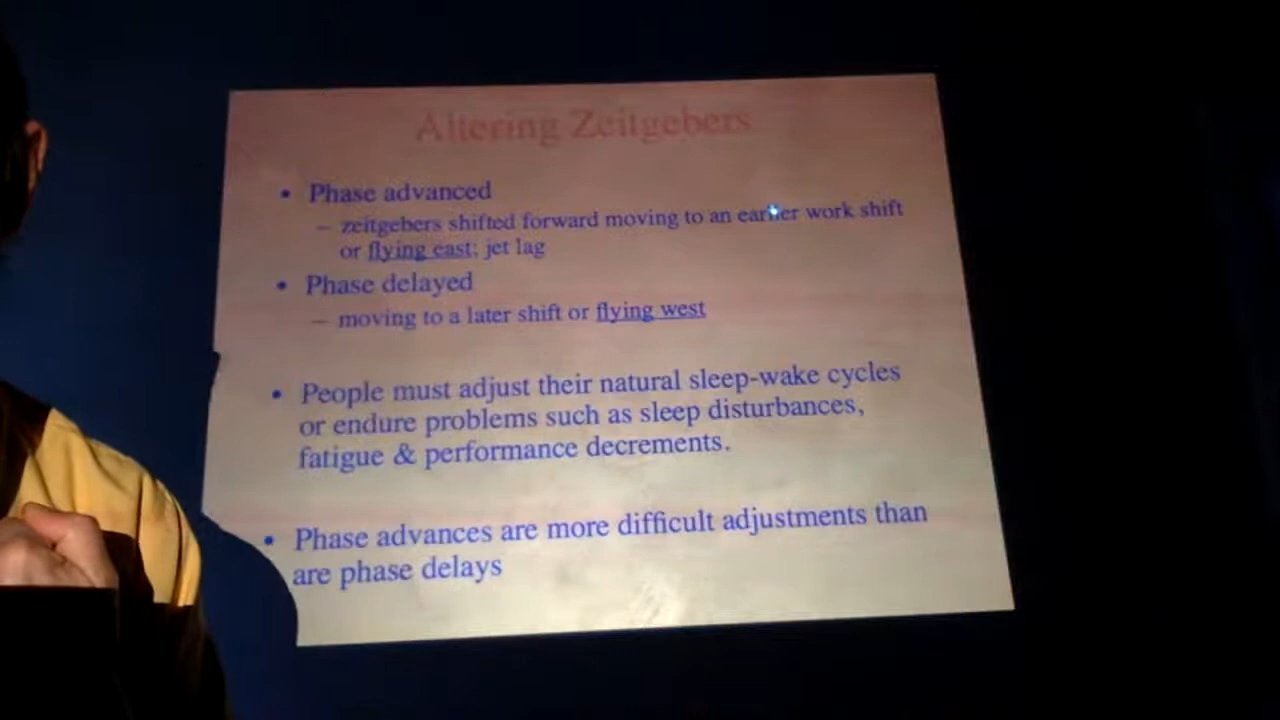 Altering Zeitgebers
• Phase advanced
– zeitgebers shifted forward moving to an earlier work shift
or flying east: jet lag
• Phase delayed
– moving to a later shift or flying west
• People must adjust their natural sleep-wake cycles
or endure problems such as sleep disturbances,
fatigue & performance decrements.
• Phase advances are more difficult adjustments than
are phase delays